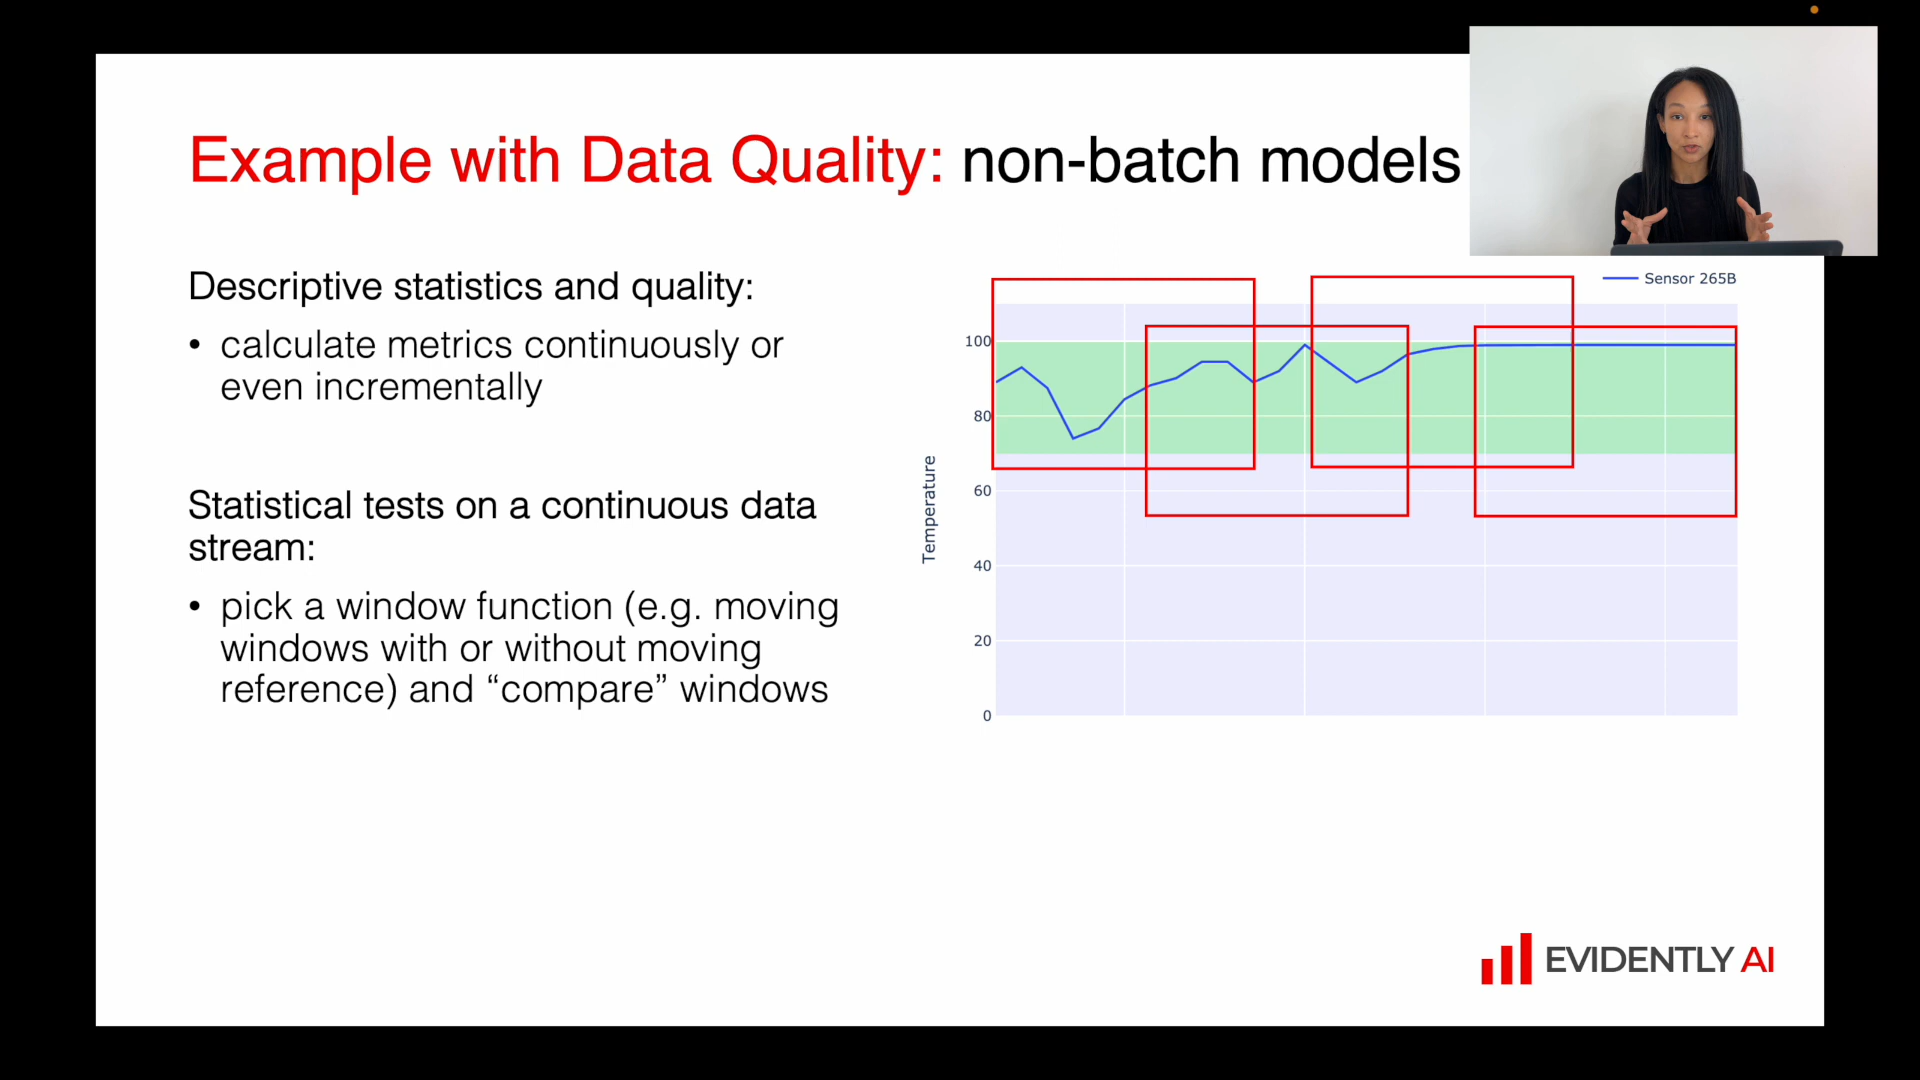 Example with Data Quality: non-batch models
Descriptive statistics and quality:
• calculate metrics continuously or
even incrementally
Statistical tests on a continuous data
stream:
• pick a window function (e.g. moving
windows with or without moving
reference) and “compare” windows
Sensor 265B
100
80
60
40
20
0
Temperature
EVIDENTLY AI